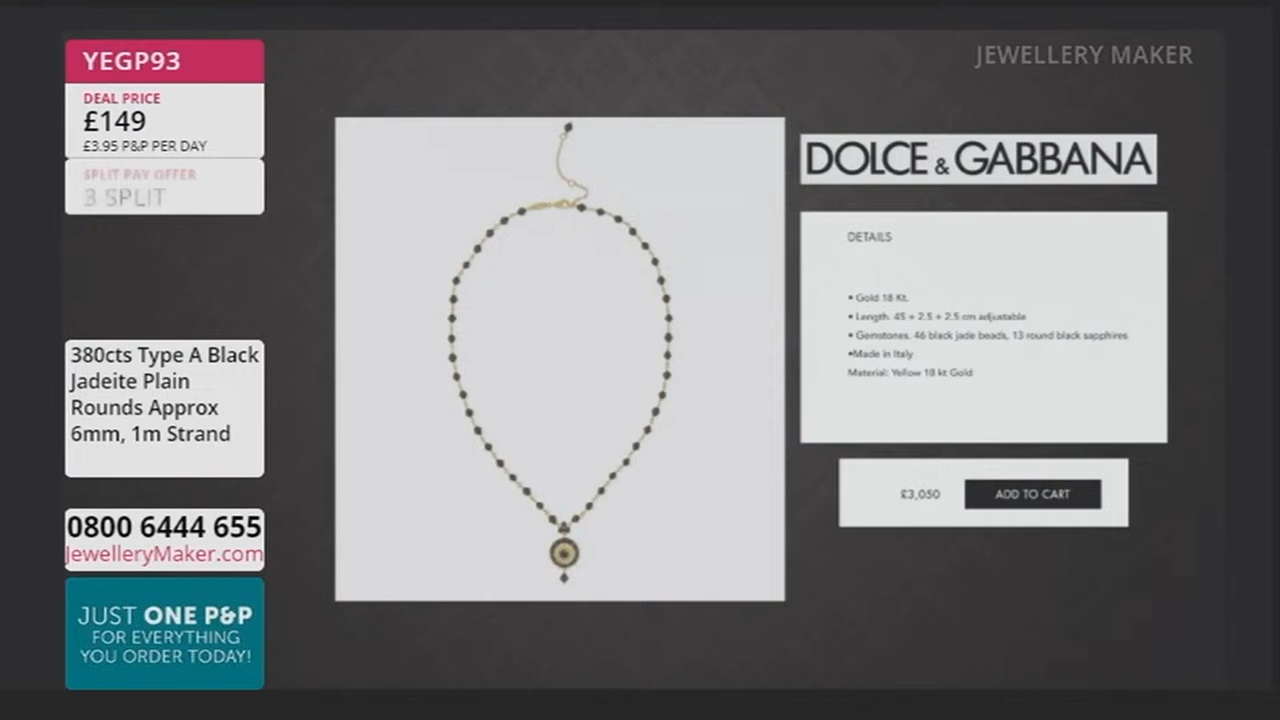 YEGP93
DEAL PRICE
£149
£3.95 P&P PER DAY
SPLIT PAY OFFER
3 SPLIT
380cts Type A Black
Jadeite Plain
Rounds Approx
6mm, 1m Strand
0800 6444 655
JewelleryMaker.com
JUST ONE P&P
FOR EVERYTHING
YOU ORDER TODAY!
JEWELLERY MAKER
DOLCE & GABBANA
DETAILS
• Gold 18 Kt.
• Length. 45 + 2.5 + 2.5 cm adjustable
• Gemstones. 46 black jade beads, 13 round black sapphires
•Made in Italy
Material: Yellow 18 kt Gold
£3,050
ADD TO CART